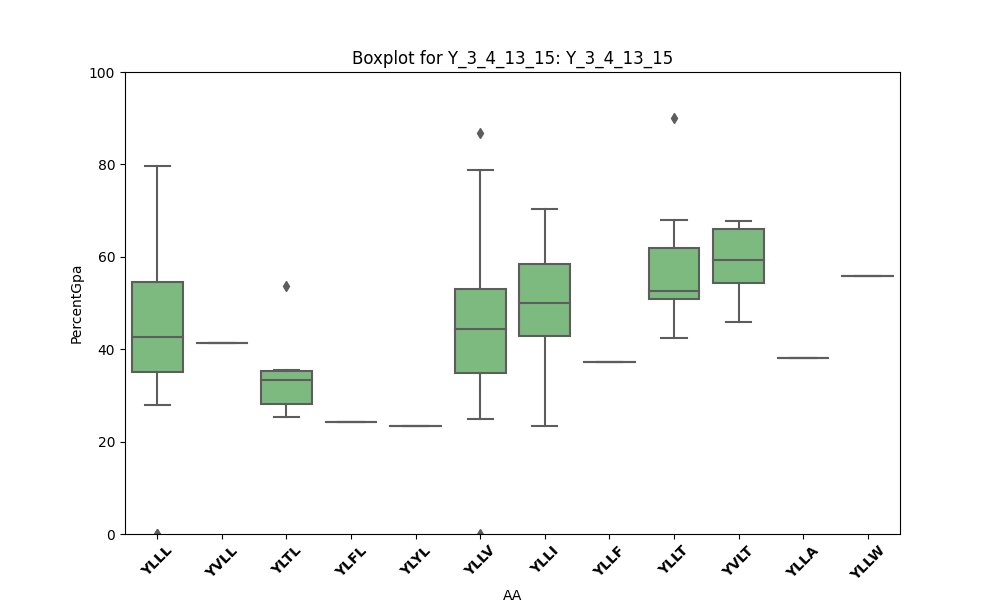 Boxplot for Y_3_4_13_15: Y_3_4_13_15
100
80
60
40
20
0
PercentGpa
YLLL
YVLL
YLTL
YLFL
YLYL
YLLV
YLLI
YLLF
YLLT
YVLT
YLLA
YLLW
AA